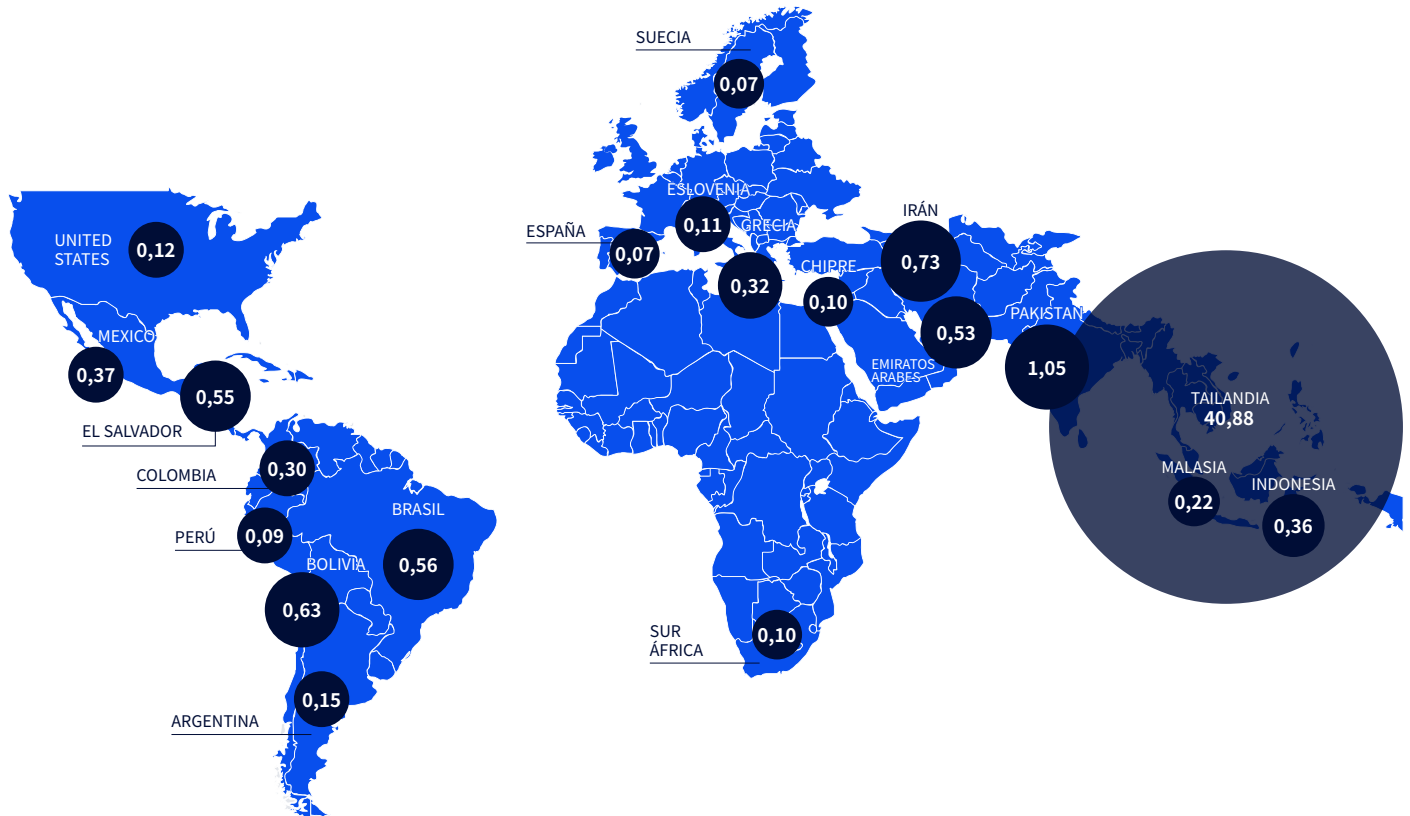 SUECIA
0,07
ESLOVENIA
0,11
ESPAÑA
0,07
GRECIA
0,32
CHIPRE
0,10
IRÁN
0,73
0,53
EMIRATOS
ARABES
PAKISTAN
1,05
TAILANDIA
40,88
MALASIA
0,22
INDONESIA
0,36
UNITED
STATES
0,12
MEXICO
0,37
0,55
EL SALVADOR
COLOMBIA
0,30
PERÚ
0,09
BRASIL
0,56
BOLIVIA
0,63
0,15
ARGENTINA
SUR
ÁFRICA
0,10